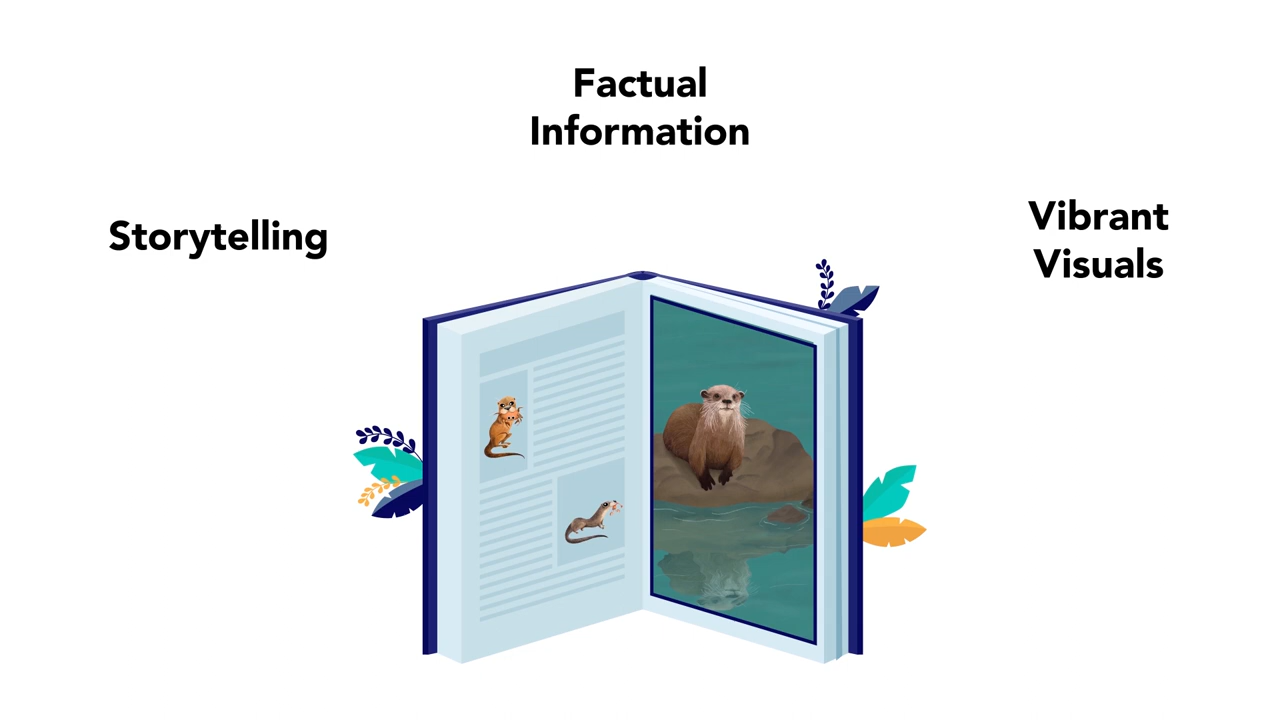 Factual
Information
Storytelling
Vibrant
Visuals